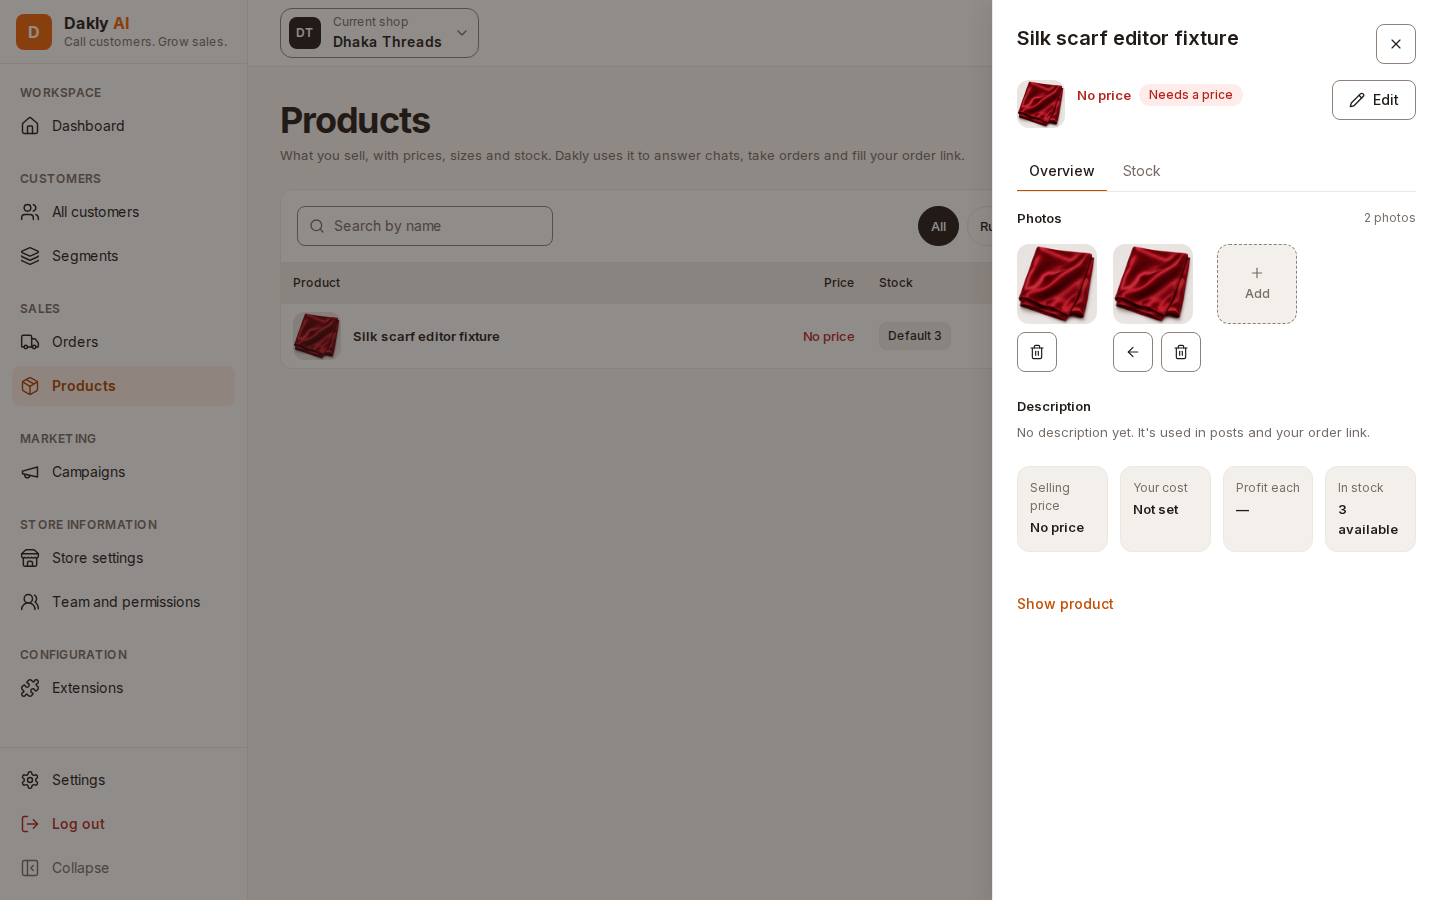 D
Dakly AI
Call customers. Grow sales.
WORKSPACE
Dashboard
CUSTOMERS
All customers
Segments
SALES
Orders
Products
MARKETING
Campaigns
STORE INFORMATION
Store settings
Team and permissions
CONFIGURATION
Extensions
Settings
Log out
Collapse
DT
Current shop
Dhaka Threads
Products
What you sell, with prices, sizes and stock. Dakly uses it to answer chats, take orders and fill your order link.
Search by name
All
Product
Price
Stock
Silk scarf editor fixture
No price
Default 3
Silk scarf editor fixture
No price
Needs a price
Edit
Overview
Stock
Photos
2 photos
Add
Description
No description yet. It's used in posts and your order link.
Selling
price
No price
Your cost
Not set
Profit each
—
In stock
3
available
Show product